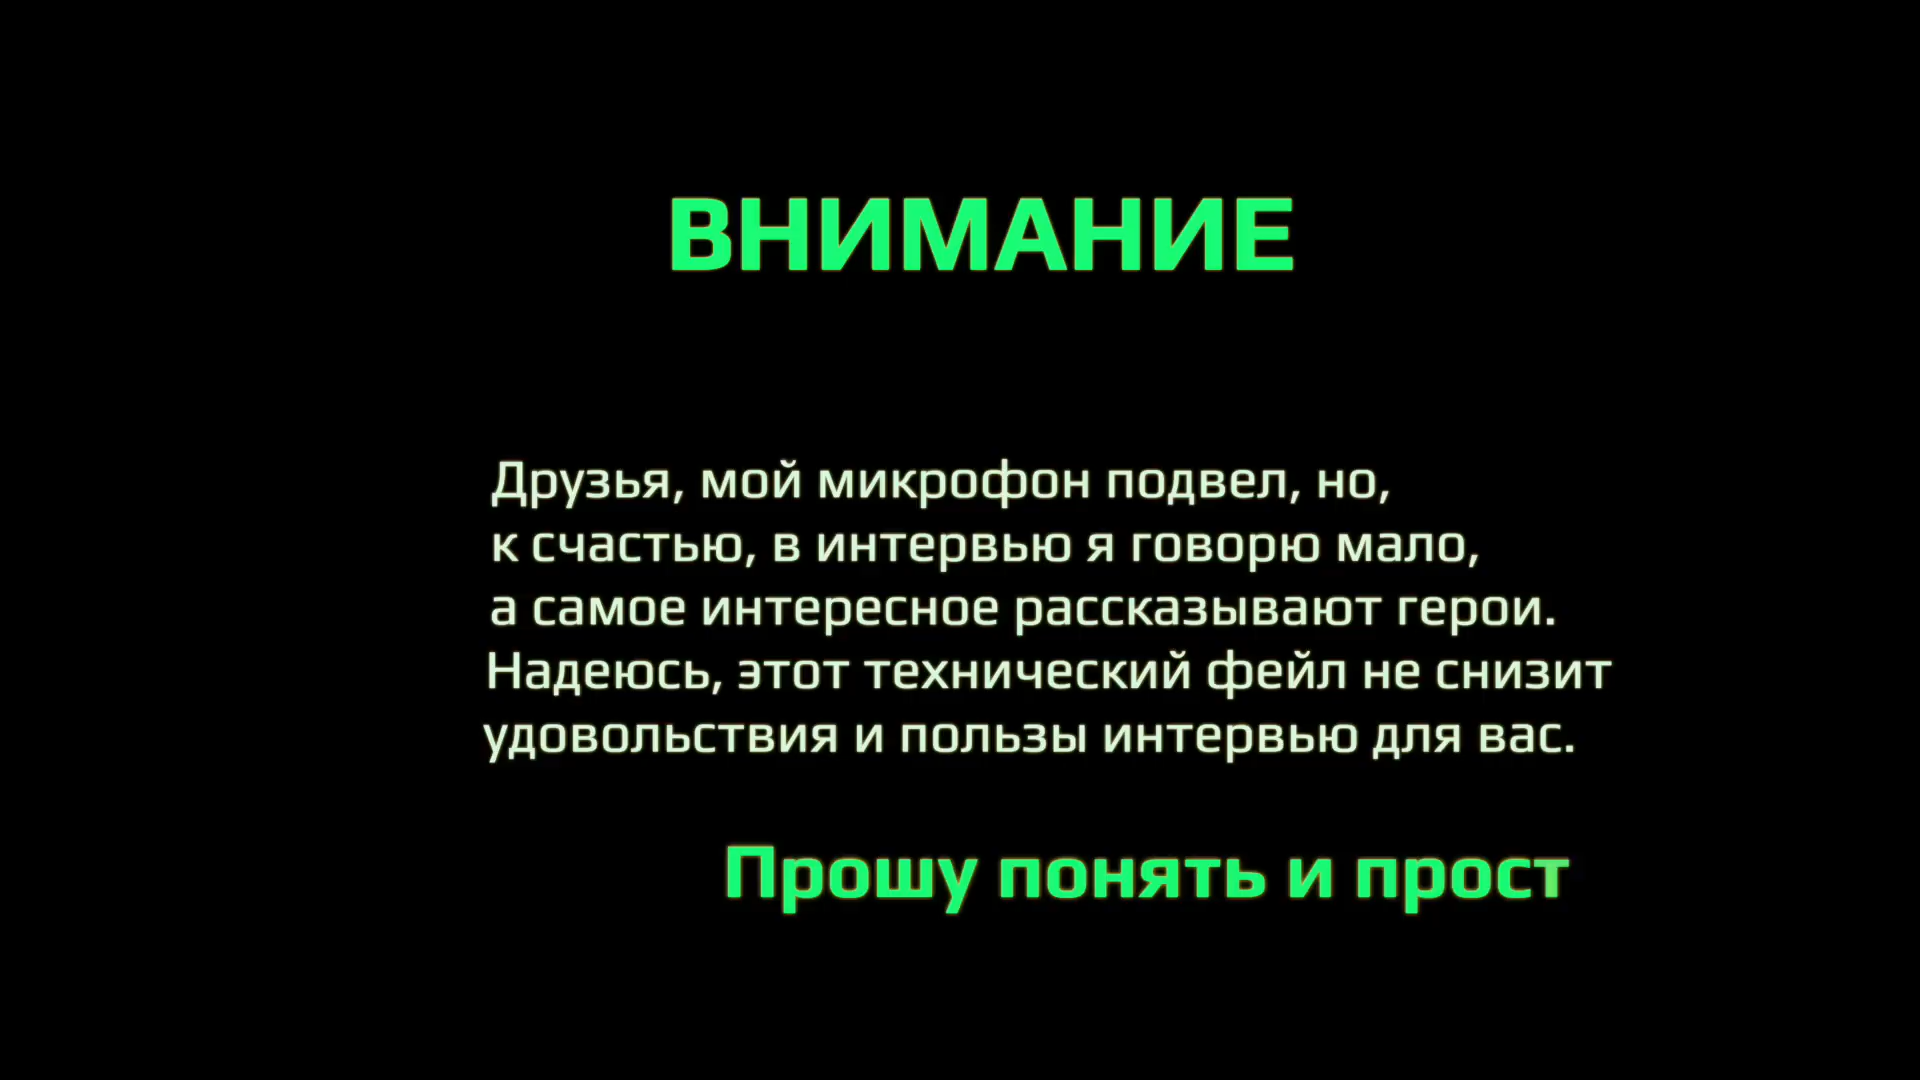 ВНИМАНИЕ
Друзья, мой микрофон подвел, но,
к счастью, в интервью я говорю мало,
а самое интересное рассказывают герои.
Надеюсь, этот технический фейл не снизит
удовольствия и пользы интервью для вас.
Прошу понять и прост